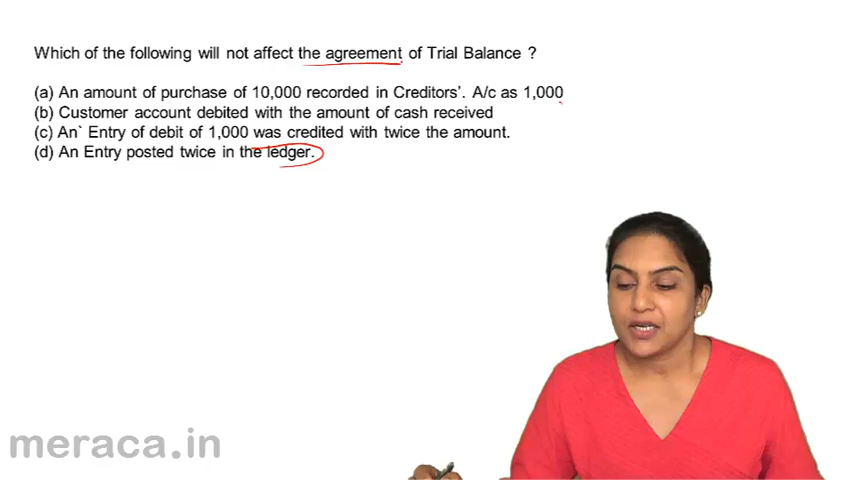 Which of the following will not affect the agreement of Trial Balance ?
(a) An amount of purchase of 10,000 recorded in Creditors'. A/c as 1,000
(b) Customer account debited with the amount of cash received
(c) An` Entry of debit of 1,000 was credited with twice the amount.
(d) An Entry posted twice in the ledger.
meraca.in